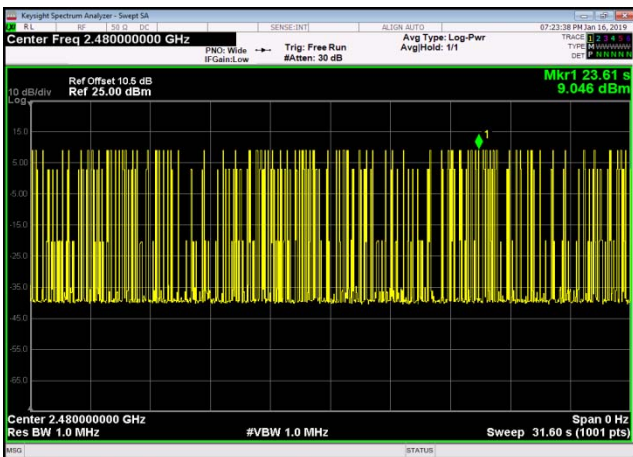 Keysight Spectrum Analyzer - Swept SA
RL RF 50 Ω DC SENSE:INT ALIGN AUTO 07:23:38 PM Jan 16, 2019
Center Freq 2.480000000 GHz
PNO: Wide
IFGain:Low
Trig: Free Run
#Atten: 30 dB
Avg Type: Log-Pwr
Avg|Hold: 1/1
TRACE 1 2 3 4 5 6
TYPE M WWWWW
DET P NNNNN
Mkr1 23.61 s
9.046 dBm
Ref Offset 10.5 dB
10 dB/div Ref 25.00 dBm
Log
1
15.0
5.00
-5.00
-15.0
-25.0
-35.0
-45.0
-55.0
-65.0
Center 2.480000000 GHz Span 0 Hz
Res BW 1.0 MHz #VBW 1.0 MHz Sweep 31.60 s (1001 pts)
MSG STATUS